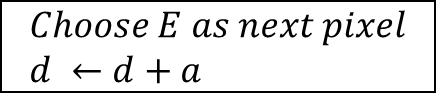 Choose E as next pixel
d ← d + a